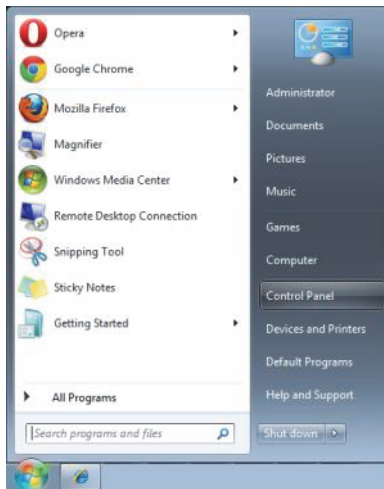 Opera
Google Chrome
Mozilla Firefox
Magnifier
Windows Media Center
Remote Desktop Connection
Snipping Tool
Sticky Notes
Getting Started
All Programs
Search programs and files
Administrator
Documents
Pictures
Music
Games
Computer
Control Panel
Devices and Printers
Default Programs
Help and Support
Shut down